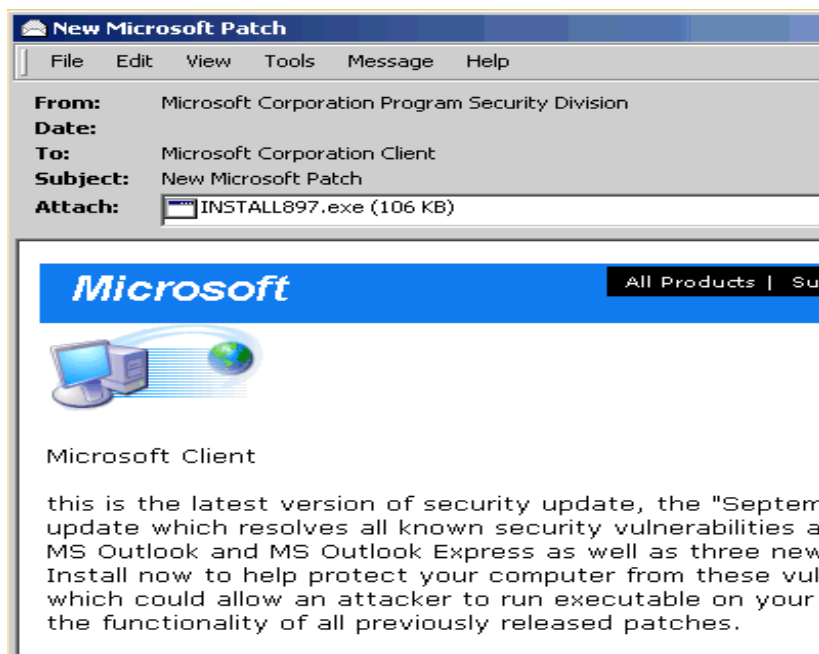 New Microsoft Patch
File Edit View Tools Message Help
From: Microsoft Corporation Program Security Division
Date:
To: Microsoft Corporation Client
Subject: New Microsoft Patch
Attach: INSTALL897.exe (106 KB)
Microsoft
All Products | Su
Microsoft Client
this is the latest version of security update, the "Septem
update which resolves all known security vulnerabilities a
MS Outlook and MS Outlook Express as well as three new
Install now to help protect your computer from these vul
which could allow an attacker to run executable on your
the functionality of all previously released patches.